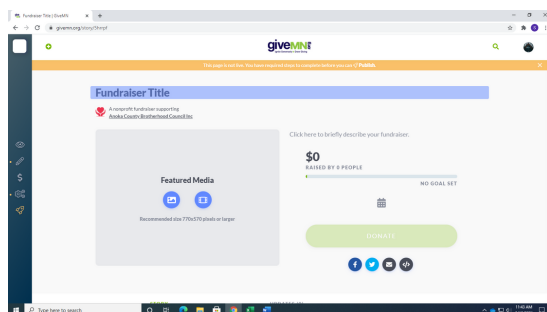 Fundraiser Title | GiveMN
givemn.org/story/5hrpif
giveMN
This page is not live. You have required steps to complete before you can Publish.
Fundraiser Title
A nonprofit fundraiser supporting
Anoka County Brotherhood Council Inc
Click here to briefly describe your fundraiser.
$0
RAISED BY 0 PEOPLE
NO GOAL SET
Featured Media
Recommended size 770x570 pixels or larger
DONATE
Type here to search
11:41 AM